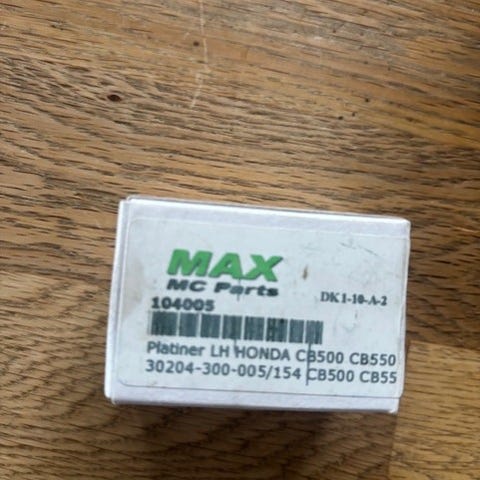 MAX
MC Parts
DK1-10-A-2
104005
Platiner LH HONDA CB500 CB550
30204-300-005/154 CB500 CB55